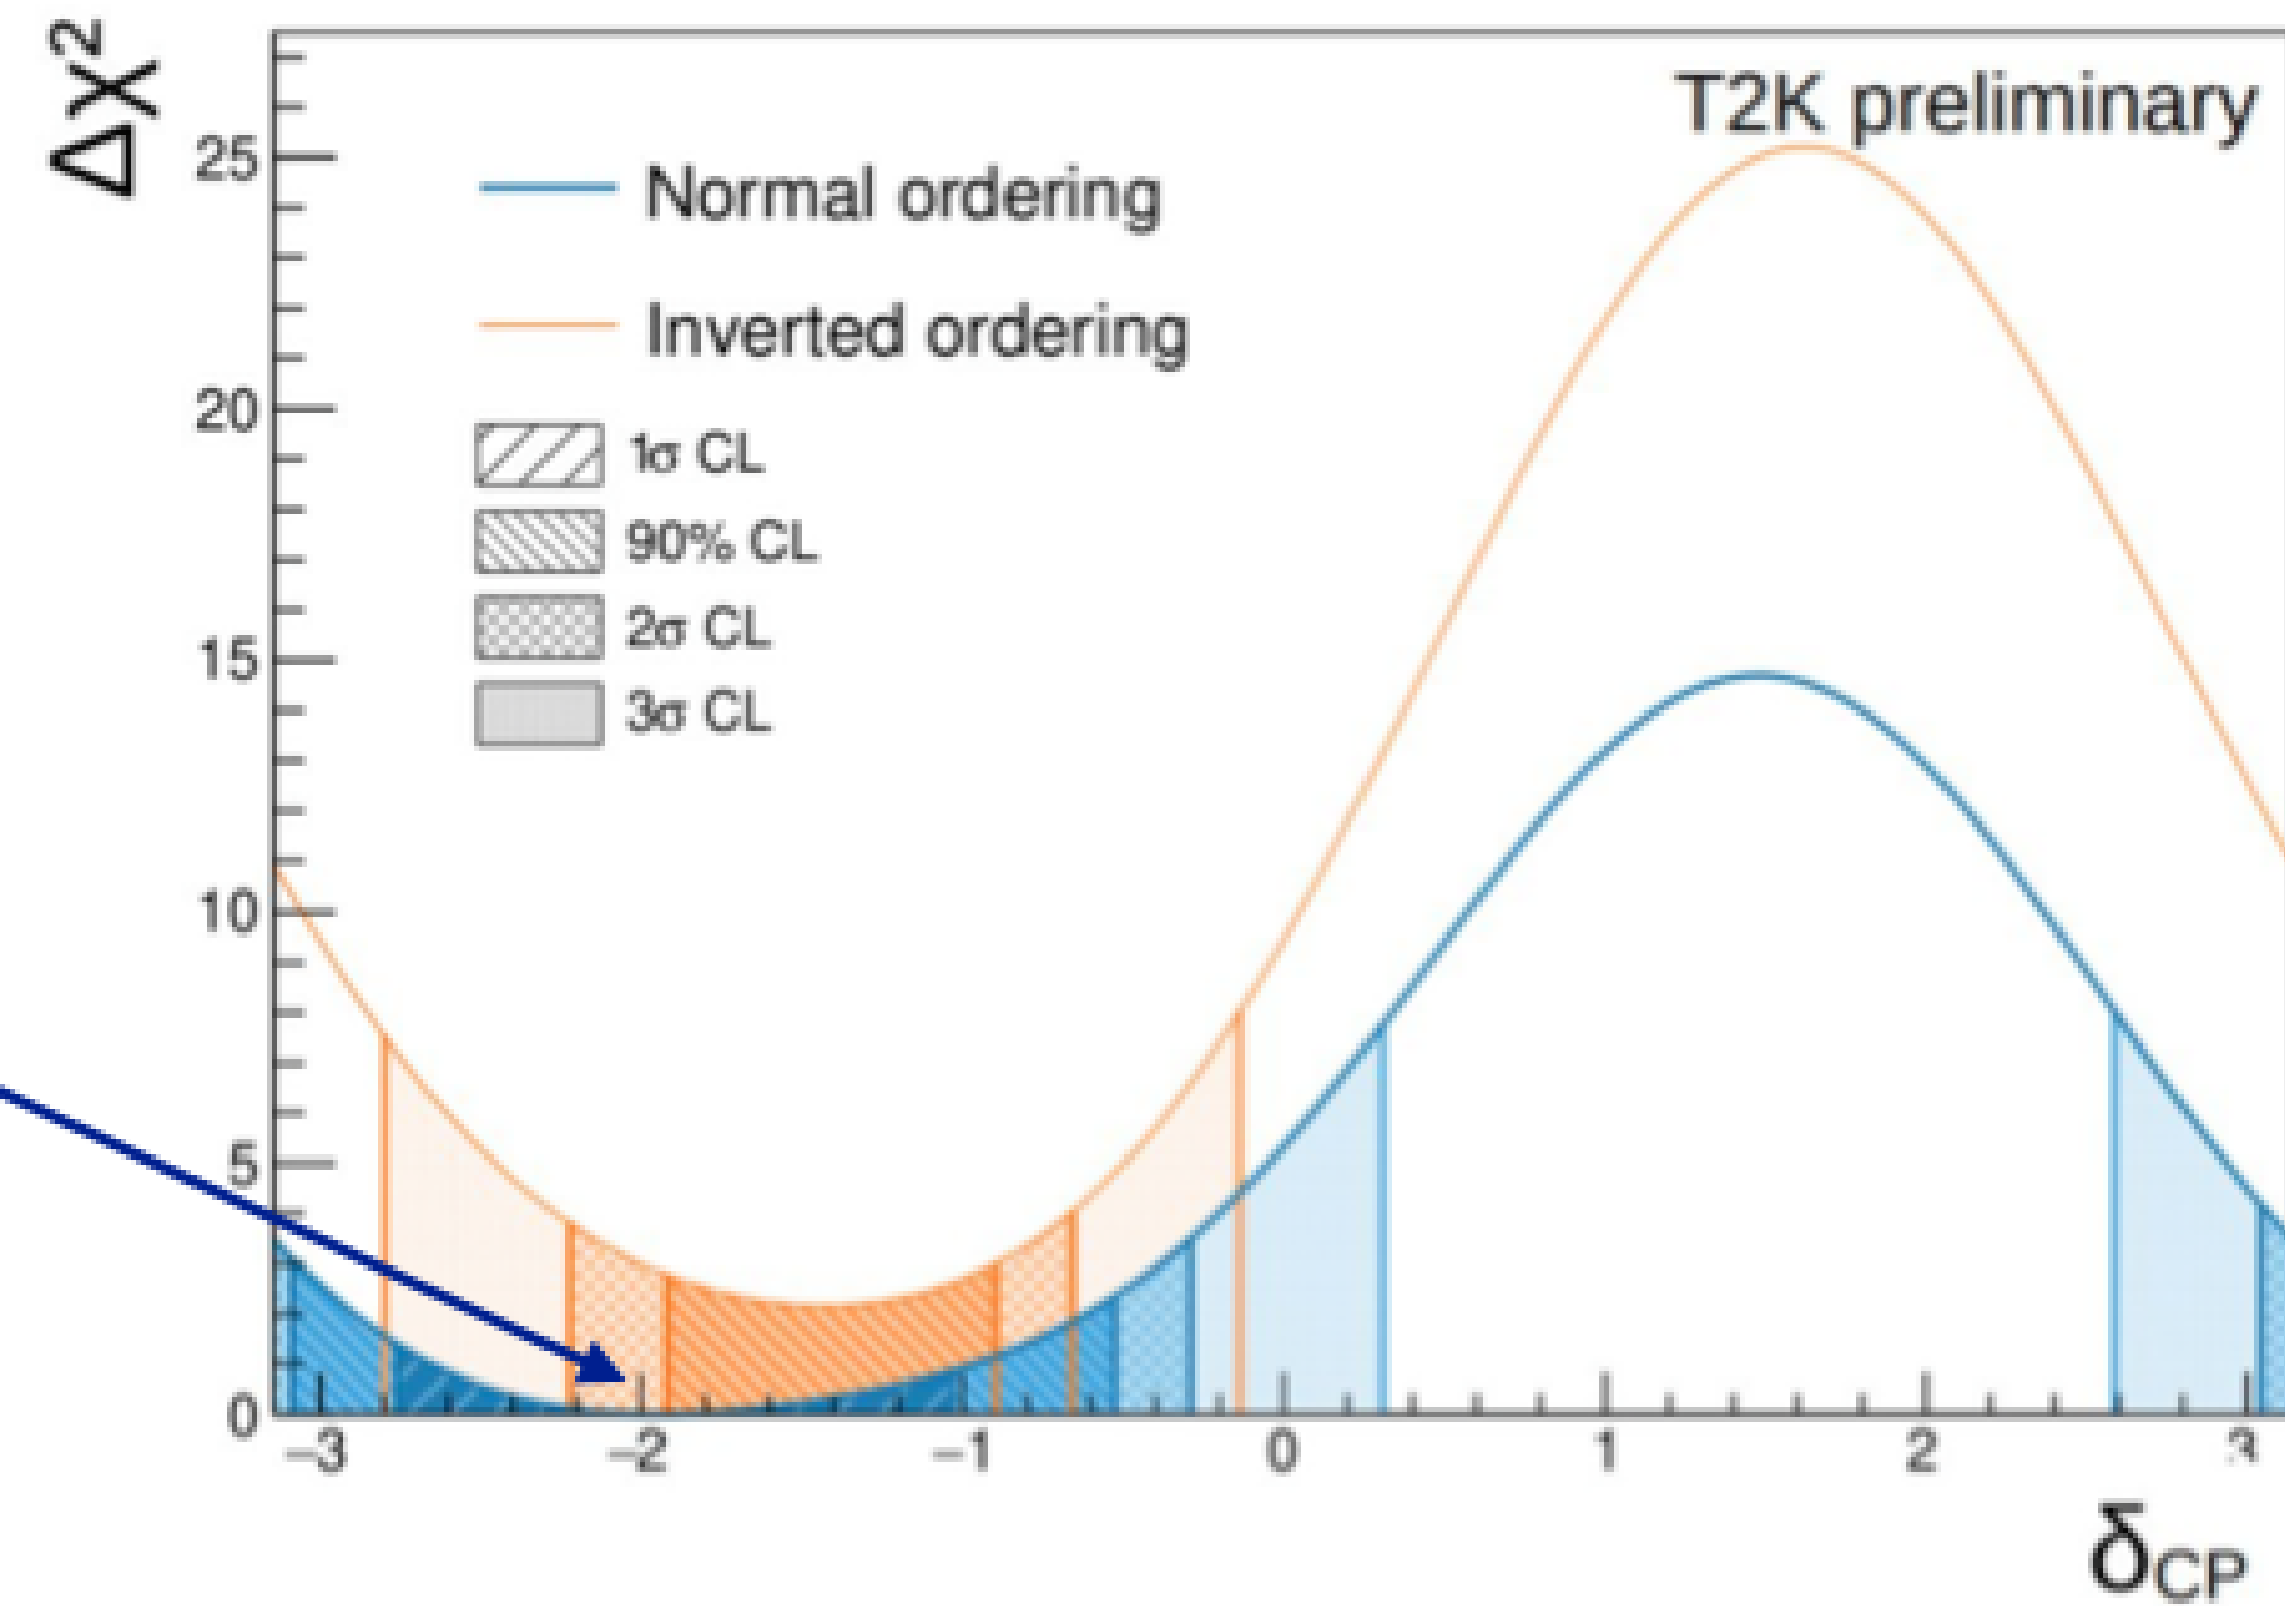 Δχ²
T2K preliminary
25
Normal ordering
Inverted ordering
20
1σ CL
90% CL
2σ CL
15
3σ CL
10
5
0
−3 −2 −1 0 1 2 3
δCP